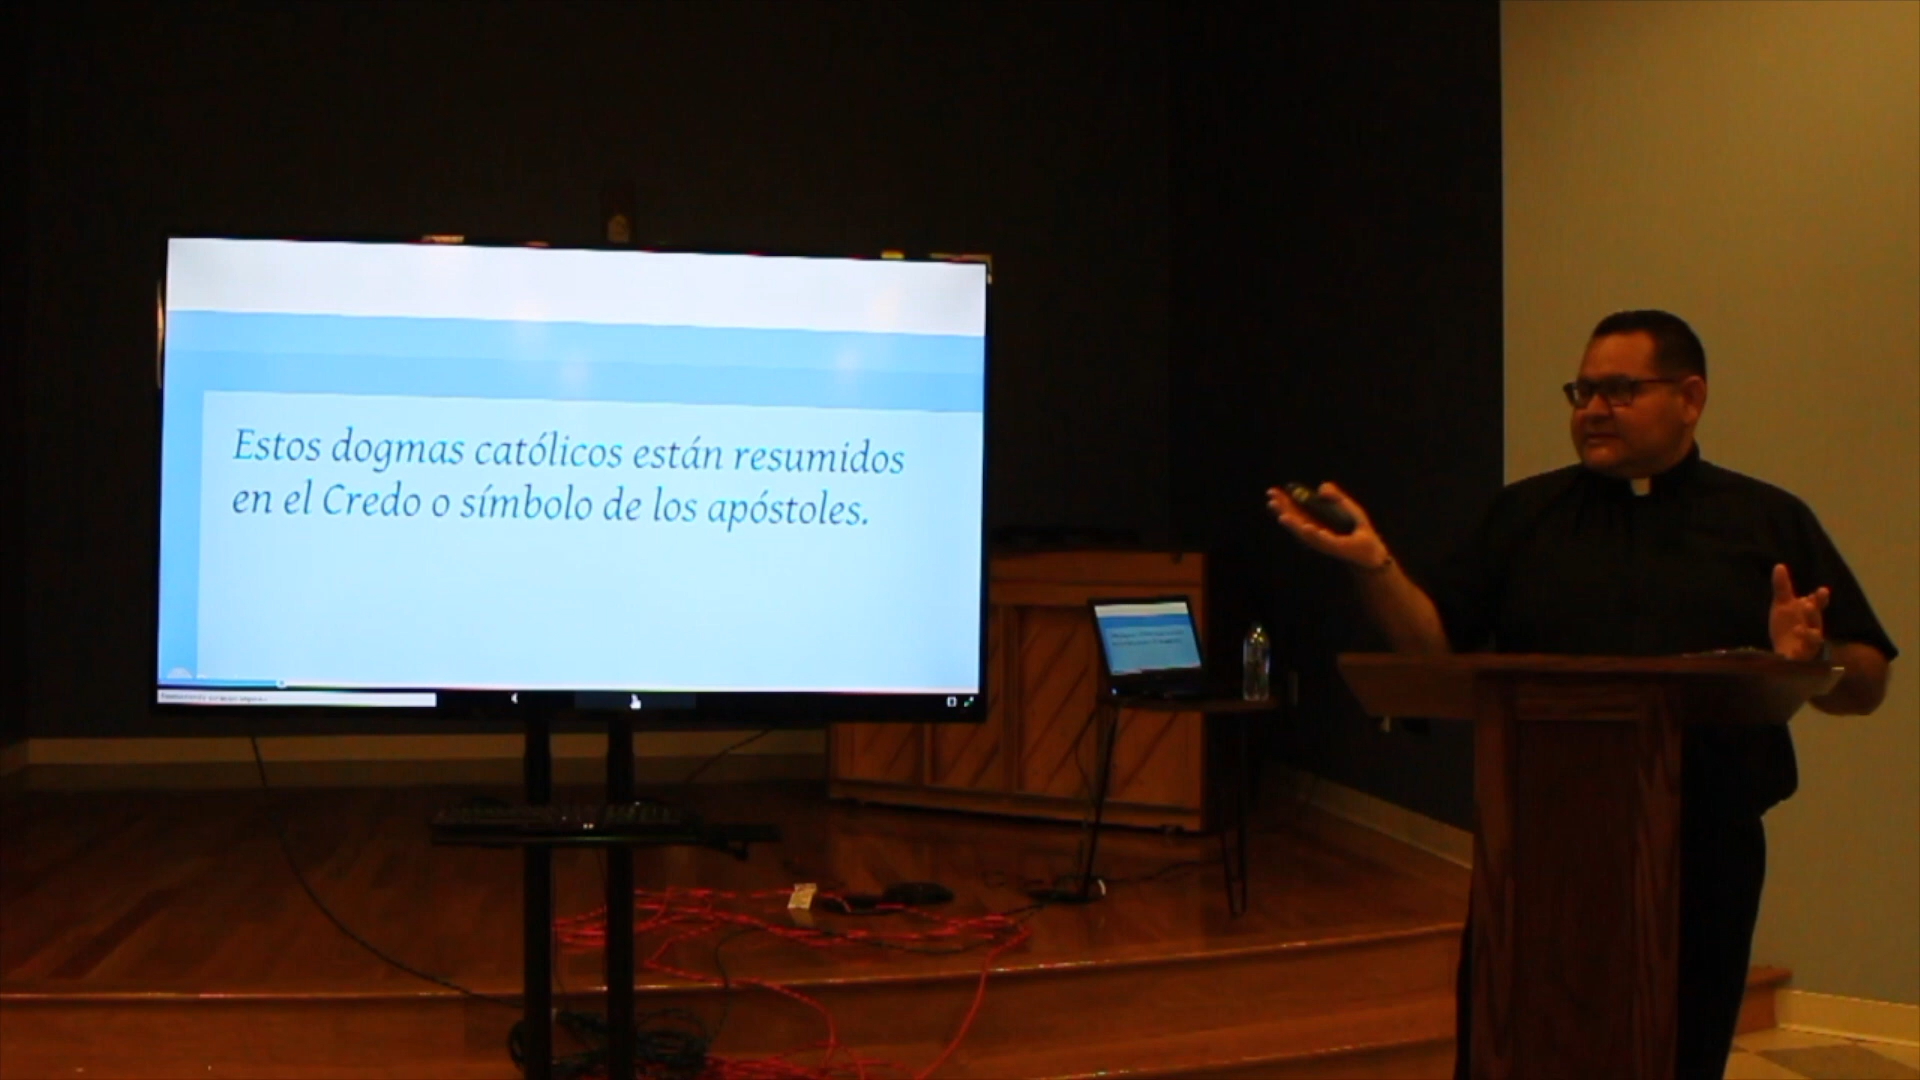 Estos dogmas católicos están resumidos
en el Credo o símbolo de los apóstoles.